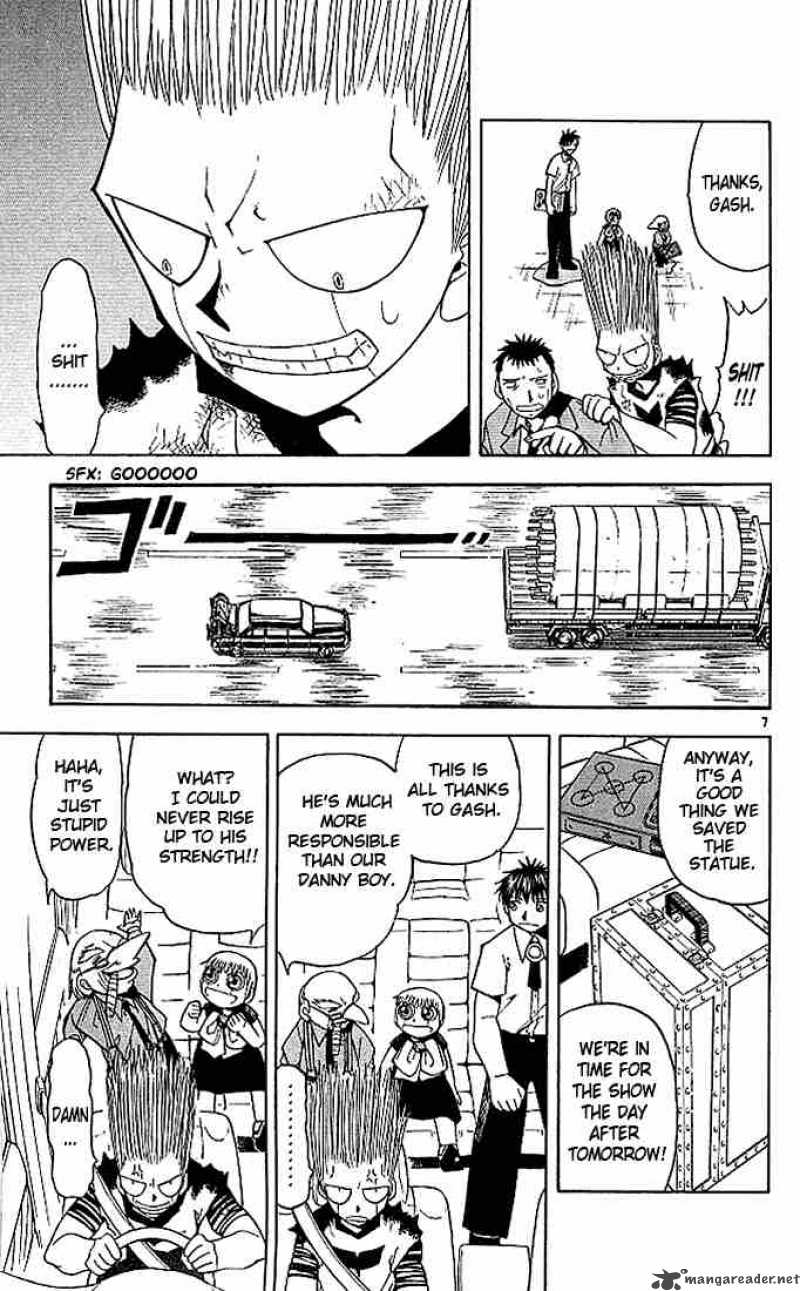 THANKS,
GASH.
SHIT
!!!
...
SHIT
.......
SFX: GOOOOOO
ゴー
7
ANYWAY,
IT'S A
GOOD
THING WE
SAVED
THE
STATUE.
WE'RE IN
TIME FOR
THE SHOW
THE DAY
AFTER
TOMORROW!
THIS IS
ALL THANKS
TO GASH.
HE'S MUCH
MORE
RESPONSIBLE
THAN OUR
DANNY BOY.
........
WHAT?
I COULD
NEVER RISE
UP TO HIS
STRENGTH!!
HAHA,
IT'S
JUST
STUPID
POWER.
DAMN
...
mangareader.net